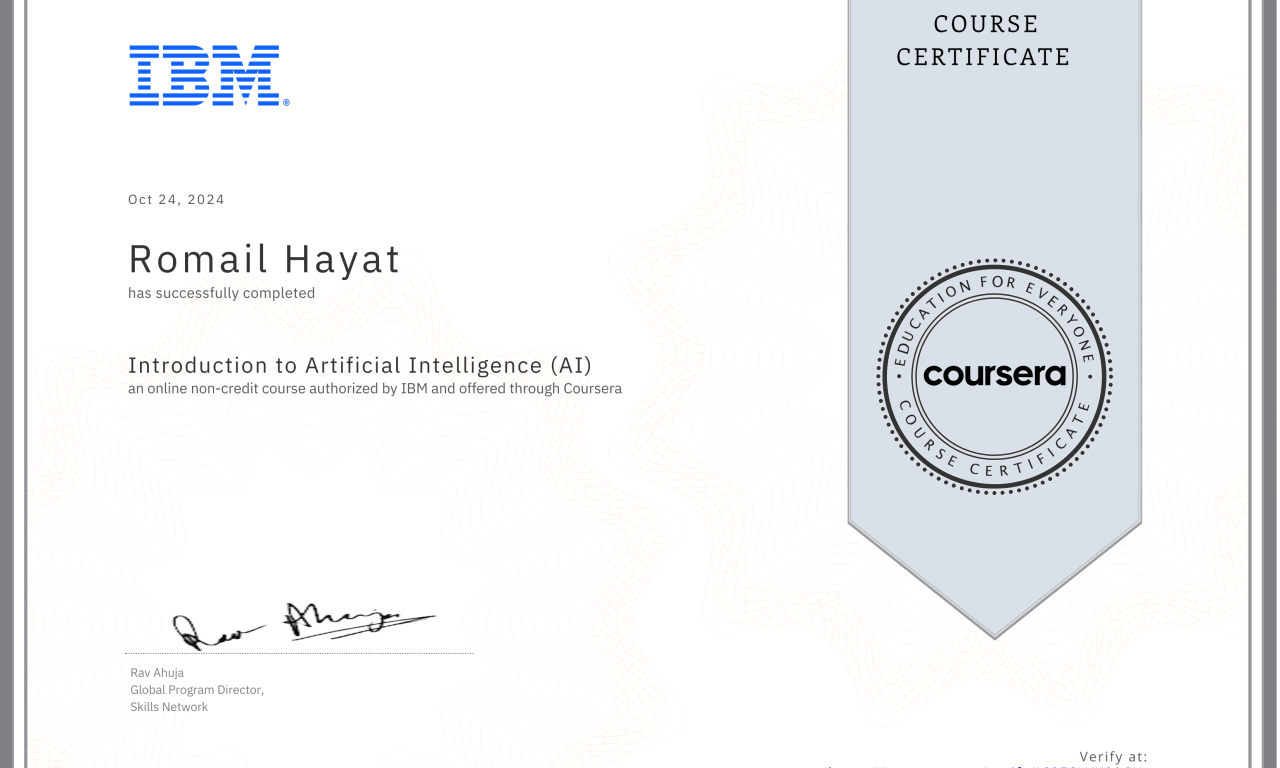 COURSE
CERTIFICATE
IBM®
Oct 24, 2024
Romail Hayat
has successfully completed
Introduction to Artificial Intelligence (AI)
an online non-credit course authorized by IBM and offered through Coursera
EDUCATION FOR EVERYONE
coursera
COURSE CERTIFICATE
Rav Ahuja
Rav Ahuja
Global Program Director,
Skills Network
Verify at: